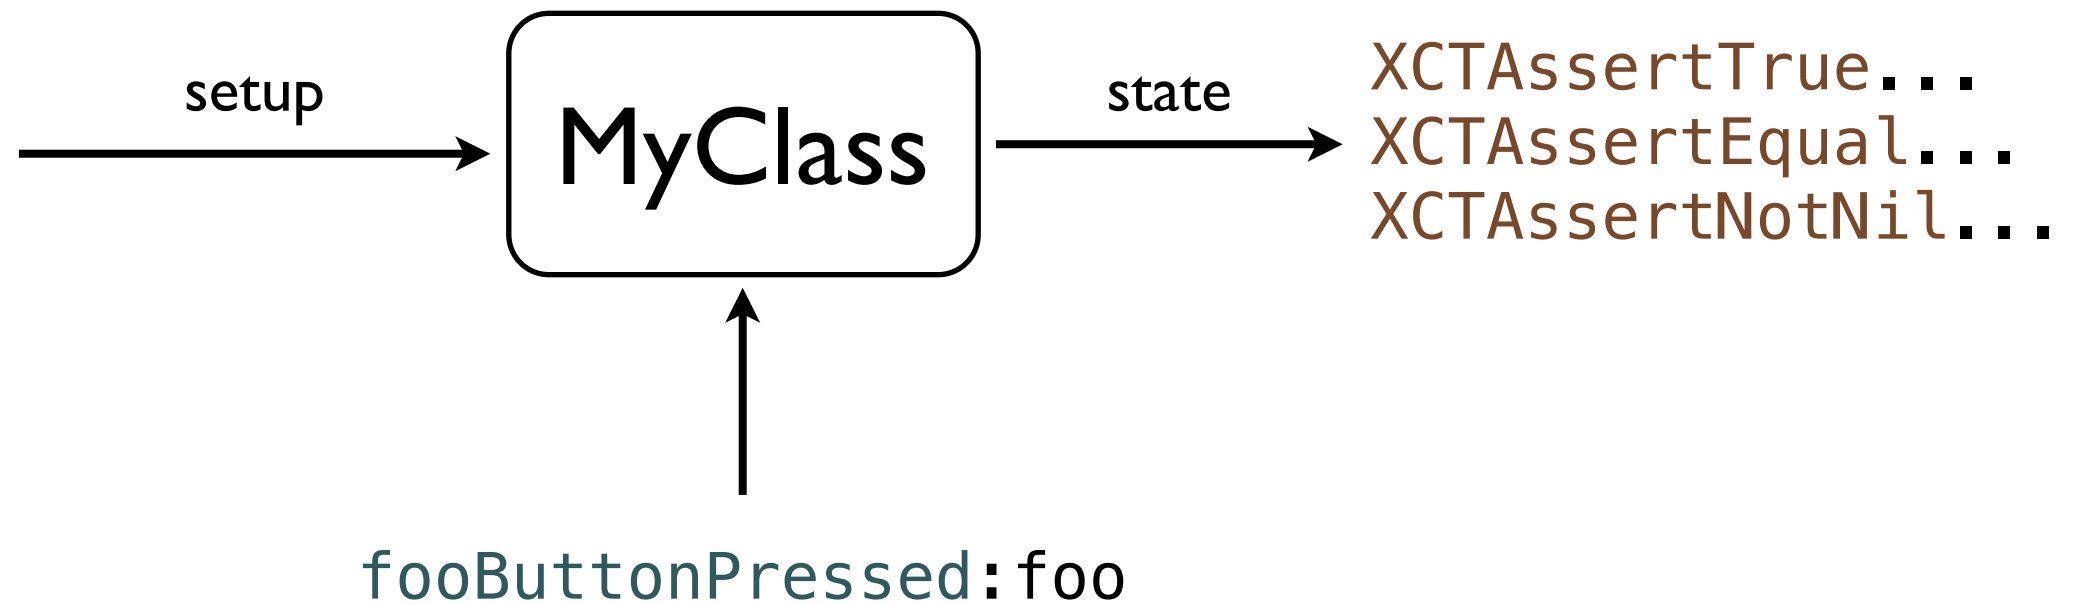 setup
MyClass
state
XCTAssertTrue...
XCTAssertEqual...
XCTAssertNotNil...
fooButtonPressed:foo